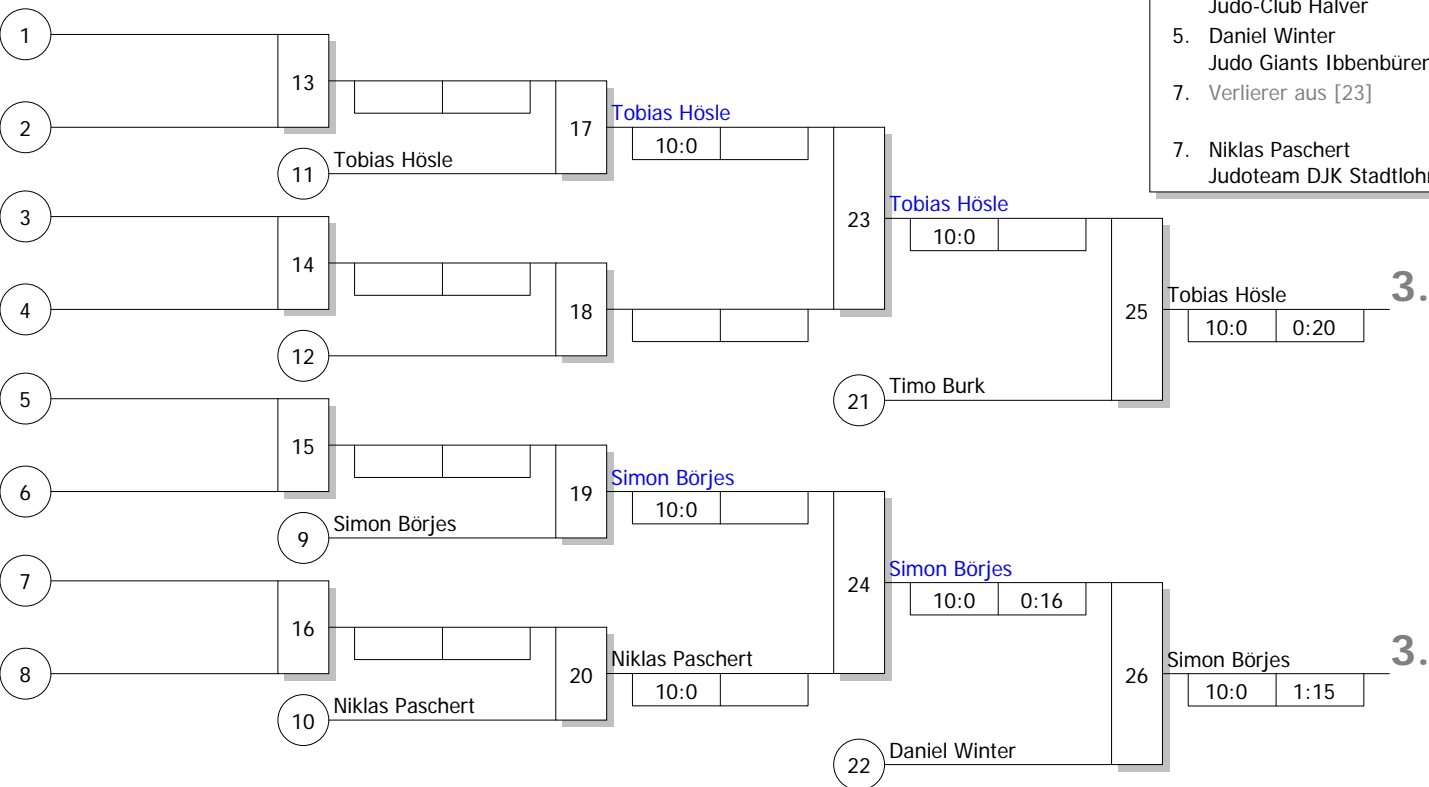 Judo-Club Halver
5. Daniel Winter
Judo Giants Ibbenbürer
7. Verlierer aus [23]
7. Niklas Paschert
Judoteam DJK Stadtlohn
1
2
13
17
Tobias Hösle
10:0
11
Tobias Hösle
3
4
14
18
12
23
Tobias Hösle
10:0
25
Tobias Hösle
10:0 0:20
3.
21
Timo Burk
5
6
15
19
Simon Börjes
10:0
9
Simon Börjes
7
8
16
20
Niklas Paschert
10:0
10
Niklas Paschert
24
Simon Börjes
10:0 0:16
26
Simon Börjes
10:0 1:15
3.
22
Daniel Winter